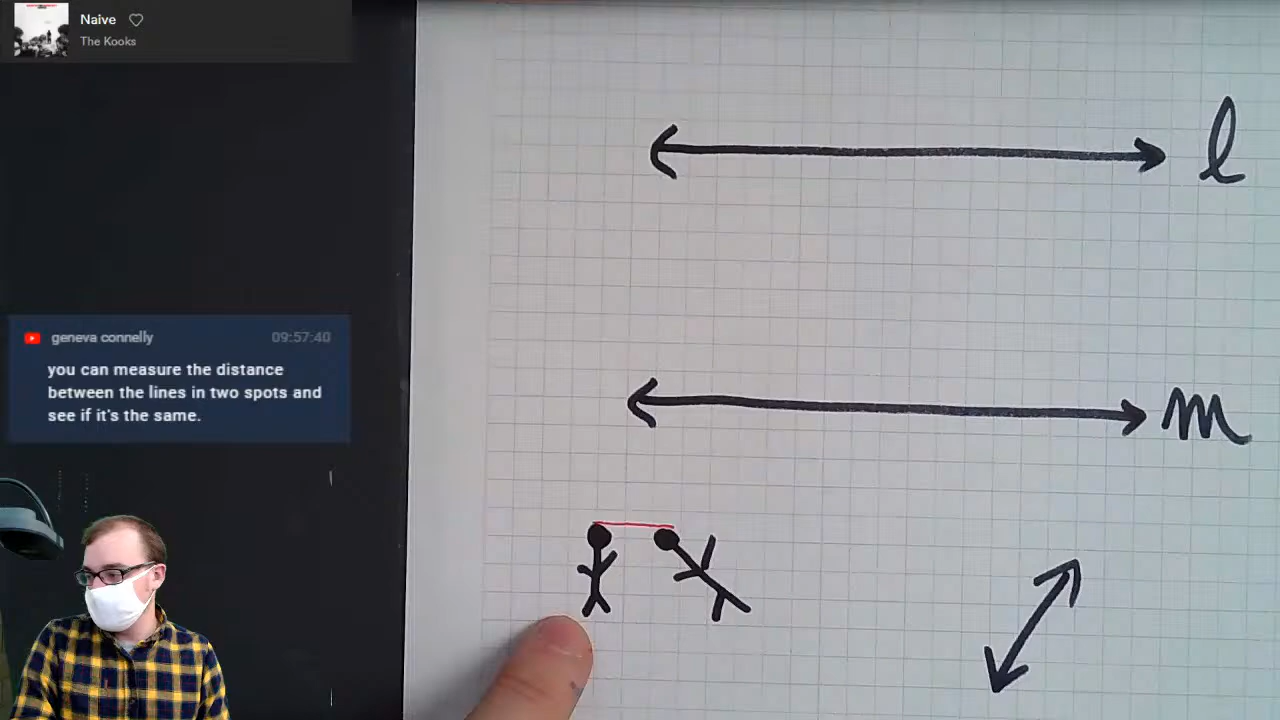 Naive
The Kooks
l
geneva connelly 09:57:40
you can measure the distance
between the lines in two spots and
see if it's the same.
m